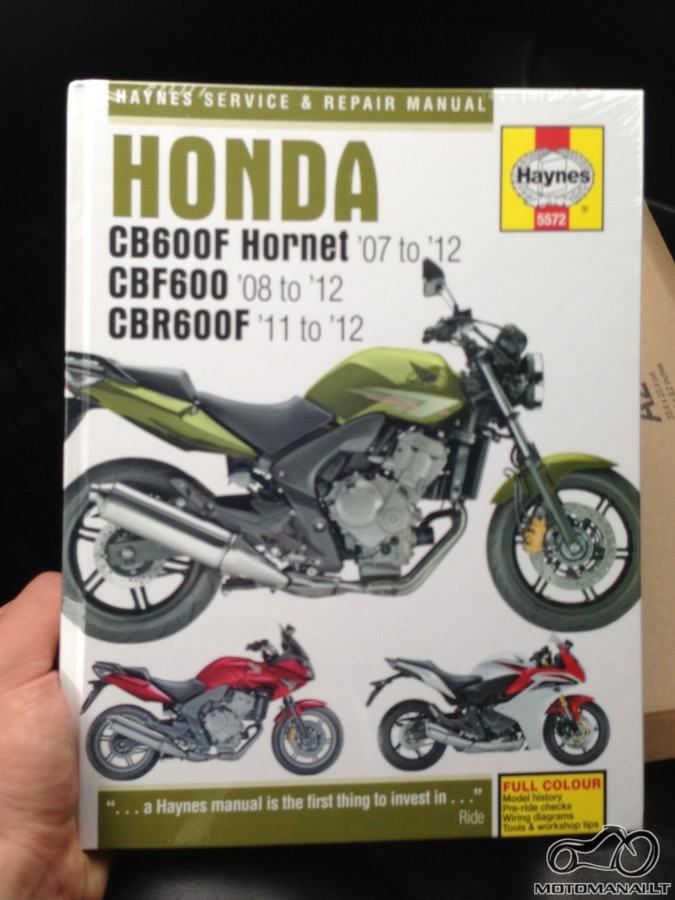 HAYNES SERVICE & REPAIR MANUAL
HONDA
Haynes
5572
®
CB600F Hornet '07 to '12
CBF600 '08 to '12
CBR600F '11 to '12
"... a Haynes manual is the first thing to invest in ..."
Ride
FULL COLOUR
Model history
Pre-ride checks
Wiring diagrams
Tools & workshop tips
A2
MOTOMANAI.LT